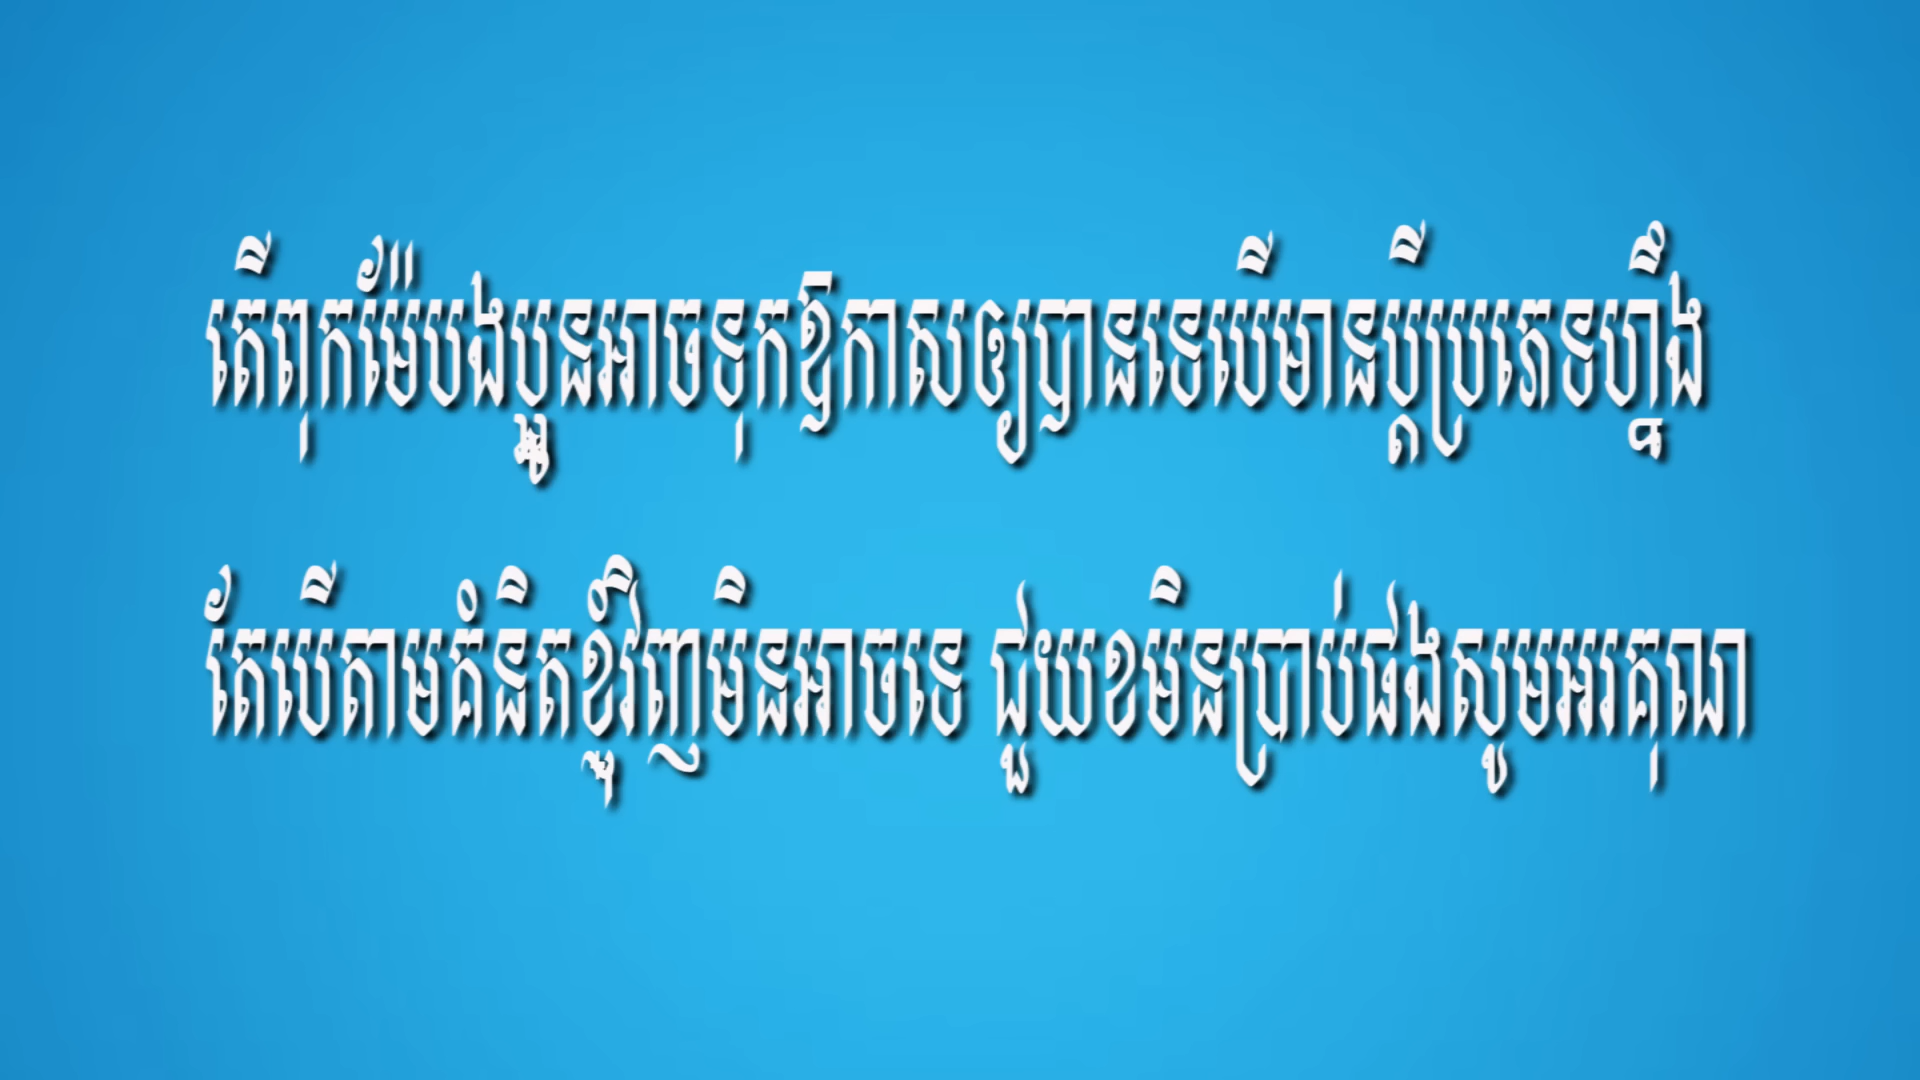 តើពុកម៉ែបងប្អូនអាចទុកឱកាសឲ្យបានទេបើមានប្ដីប្រភេទហ្នឹង
តែបើតាមគំនិតខ្ញុំវិញមិនអាចទេ ជួយខមិនប្រាប់ផងសូមអរគុណ